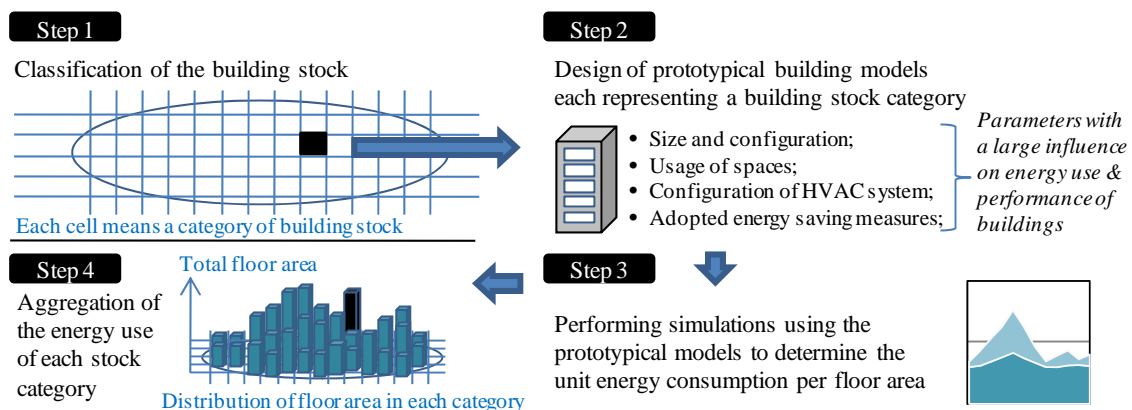 Step 1
Classification of the building stock
Each cell means a category of building stock
Step 2
Design of prototypical building models
each representing a building stock category
• Size and configuration;
• Usage of spaces;
• Configuration of HVAC system;
• Adopted energy saving measures;
Parameters with
a large influence
on energy use &
performance of
buildings
Step 3
Performing simulations using the
prototypical models to determine the
unit energy consumption per floor area
Step 4
Aggregation of
the energy use
of each stock
category
Total floor area
Distribution of floor area in each category